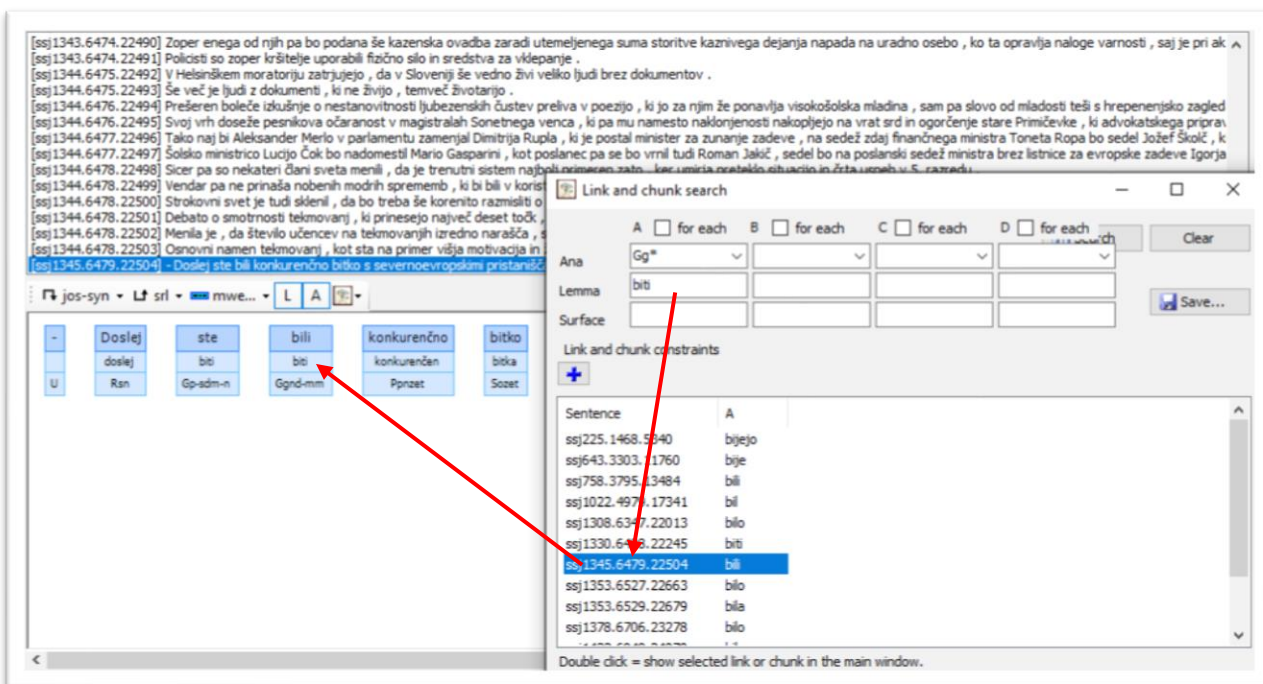 [ssj1343.6474.22490] Zoper enega od njih pa bo podana še kazenska ovadba zaradi utemeljenega suma storitve kaznivega dejanja napada na uradno osebo , ko ta opravlja naloge varnosti , saj je pri ak
[ssj1343.6474.22491] Policisti so zoper kršitelje uporabili fizično silo in sredstva za vklepanje .
[ssj1344.6475.22492] V Helsinškem moratoriju zatrjujejo , da v Sloveniji še vedno živi veliko ljudi brez dokumentov .
[ssj1344.6475.22493] Še več je ljudi z dokumenti , ki ne živijo , temveč životarijo .
[ssj1344.6476.22494] Prešeren boleče izkušnje o nestanovitnosti ljubezenskih čustev preliva v poezijo , ki jo za njim že ponavlja visokošolska mladina , sam pa slovo od mladosti teši s hrepenenjsko zagled
[ssj1344.6476.22495] Svoj vrh doseže pesnikova očaranost v magistralah Sonetnega venca , ki pa mu namesto naklonjenosti nakopljejo na vrat srd in ogorčenje stare Primičevke , ki advokatskega priprav
[ssj1344.6477.22496] Tako naj bi Aleksander Merlo v parlamentu zamenjal Dimitrija Rupla , ki je postal minister za zunanje zadeve , na sedež zdaj finančnega ministra Toneta Ropa bo sedel Jožef Školč , k
[ssj1344.6477.22497] Šolsko ministrico Lucijo Čok bo nadomestil Mario Gasparini , kot poslanec pa se bo vrnil tudi Roman Jakič , sedel bo na poslanski sedež ministra brez listnice za evropske zadeve Igorja
[ssj1344.6478.22498] Sicer pa so nekateri člani sveta menili , da je trenutni sistem najbolj primeren zato , ker umirja preteklo situacijo in črta uspeh v 5. razredu
[ssj1344.6478.22499] Vendar pa ne prinaša nobenih modrih sprememb , ki bi bili v korist
[ssj1344.6478.22500] Strokovni svet je tudi sklenil , da bo treba še korenito razmisliti o
[ssj1344.6478.22501] Debato o smotrnosti tekmovanj , ki prinesejo največ deset točk ,
[ssj1344.6478.22502] Menila je , da število učencev na tekmovanjih izredno narašča , s
[ssj1344.6478.22503] Osnovni namen tekmovanj , kot sta na primer višja motivacija in
[ssj1345.6479.22504] - Doslej ste bili konkurenčno bitko s severnoevropskimi pristanišč
jos-syn srl mwe... L A
- Doslej ste bili konkurenčno bitko
doslej biti biti konkurenčen bitka
U Rsn Gp-sdm-n Ggnd-mm Ppnzet Sozet
Link and chunk search
A for each B for each C for each D for each
Clear
Ana Gg*
Lemma biti
Save...
Surface
Link and chunk constraints
Sentence A
ssj225.1468.5340 bijejo
ssj643.3303.11760 bije
ssj758.3795.13484 bili
ssj1022.4979.17341 bil
ssj1308.6347.22013 bilo
biti
ssj1345.6479.22504 bili
ssj1353.6527.22663 bilo
ssj1353.6529.22679 bila
ssj1378.6706.23278 bilo
Double click = show selected link or chunk in the main window.